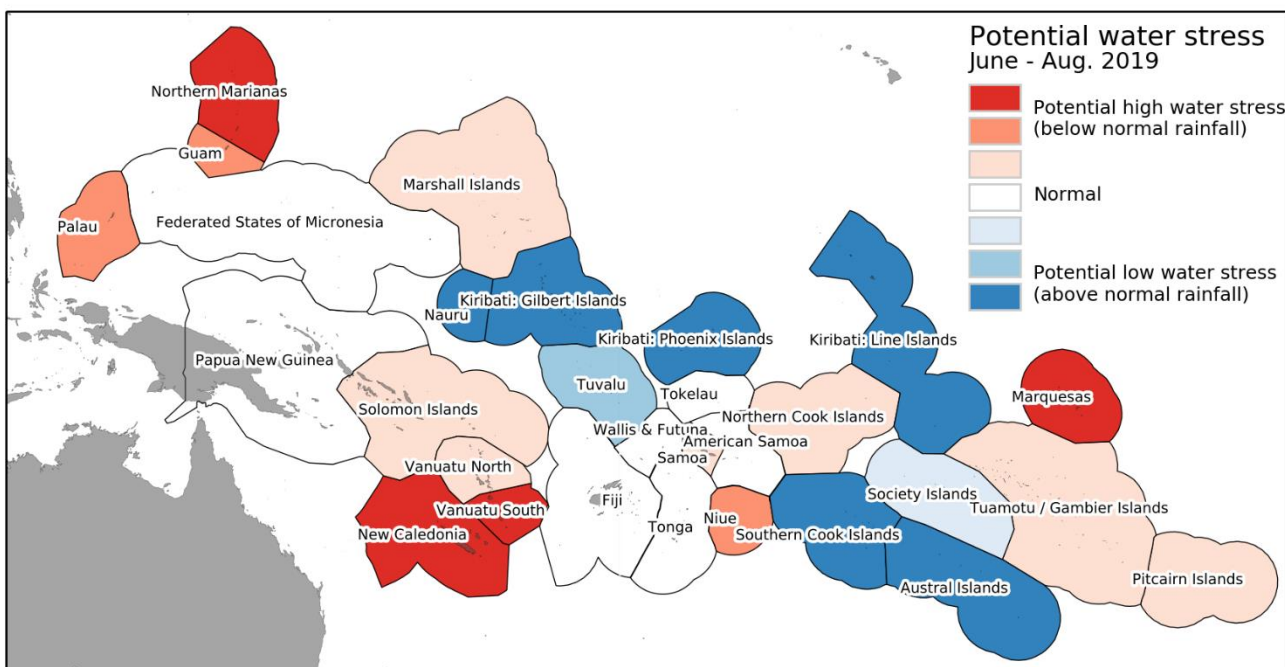 Potential water stress
June - Aug. 2019
Potential high water stress
(below normal rainfall)
Normal
Potential low water stress
(above normal rainfall)
Northern Marianas
Guam
Marshall Islands
Palau
Federated States of Micronesia
Nauru
Kiribati: Gilbert Islands
Kiribati: Phoenix Islands
Kiribati: Line Islands
Papua New Guinea
Tuvalu
Tokelau
Marquesas
Solomon Islands
Northern Cook Islands
Wallis & Futuna
American Samoa
Samoa
Vanuatu North
Society Islands
Fiji
Vanuatu South
Tuamotu / Gambier Islands
New Caledonia
Tonga
Niue
Southern Cook Islands
Austral Islands
Pitcairn Islands